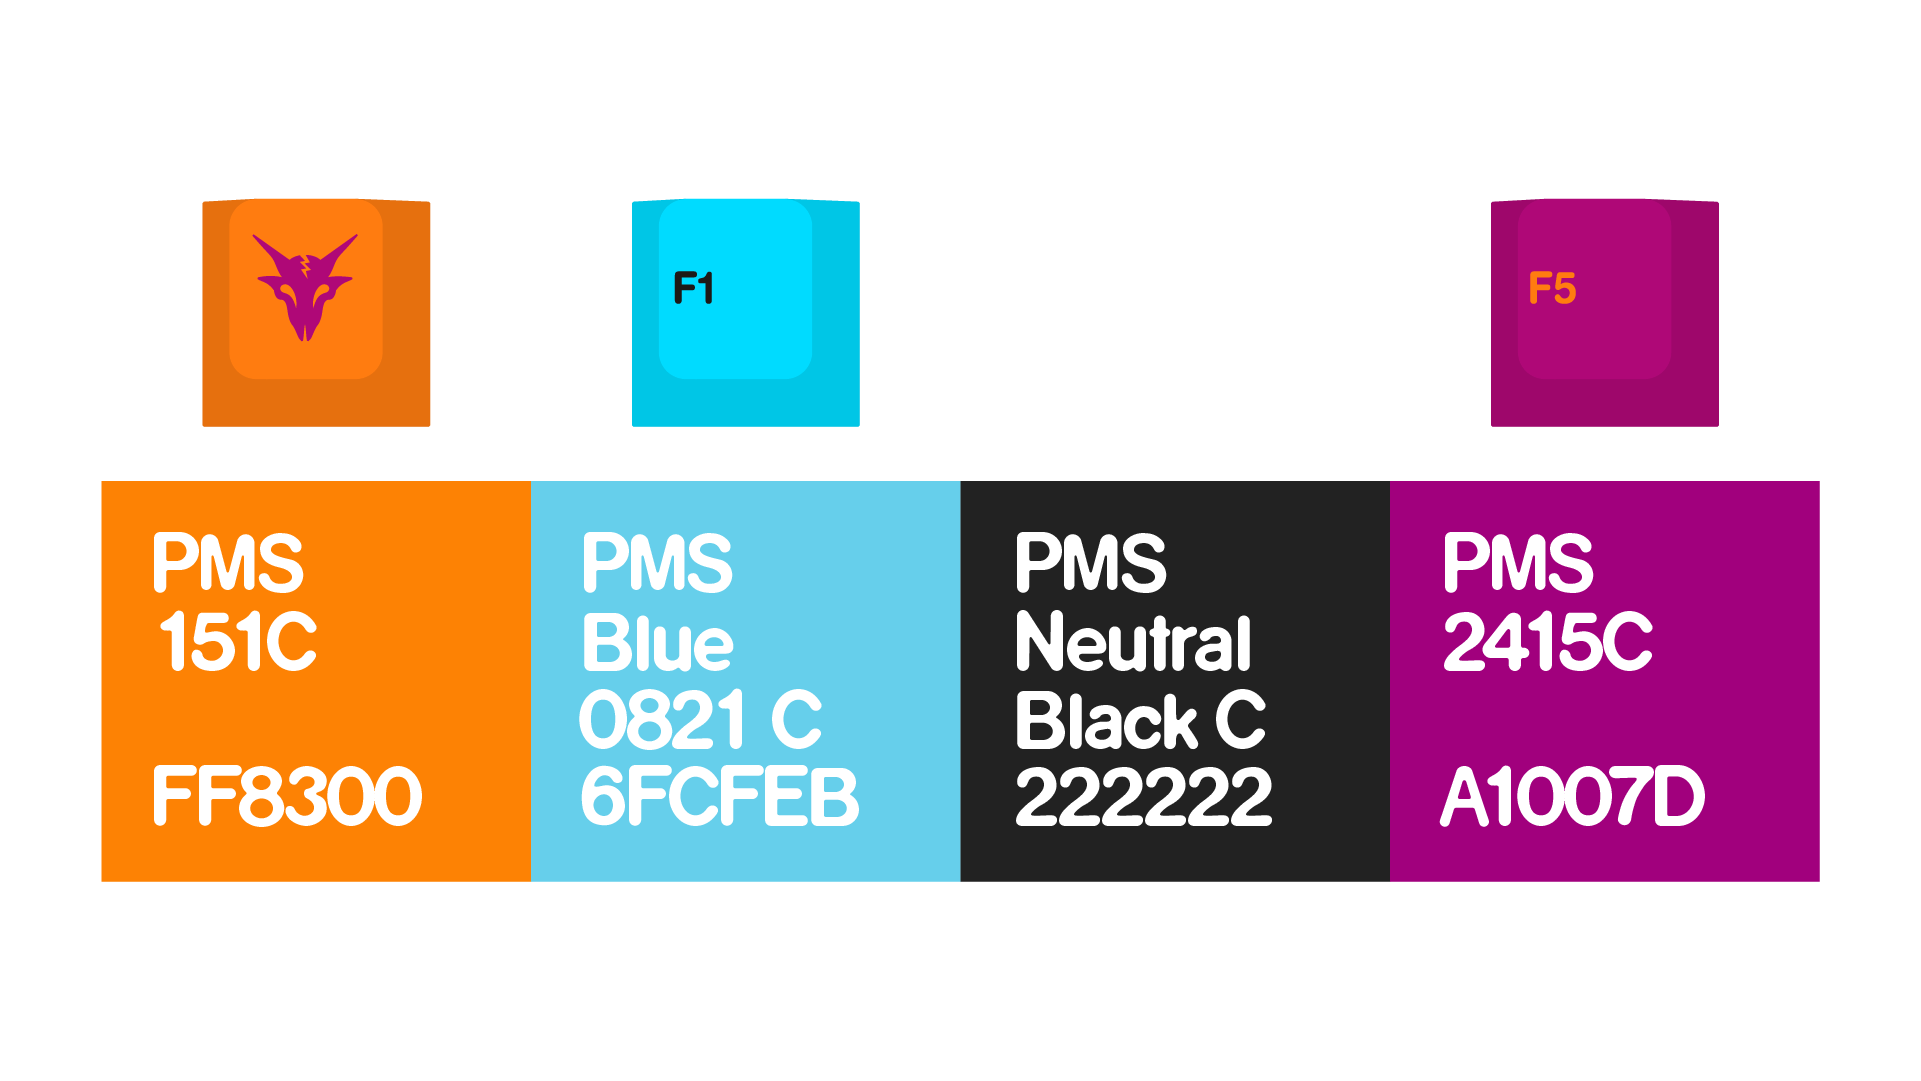 F1
F5
PMS
151C
FF8300
PMS
Blue
0821 C
6FCFEB
PMS
Neutral
Black C
222222
PMS
2415C
A1007D